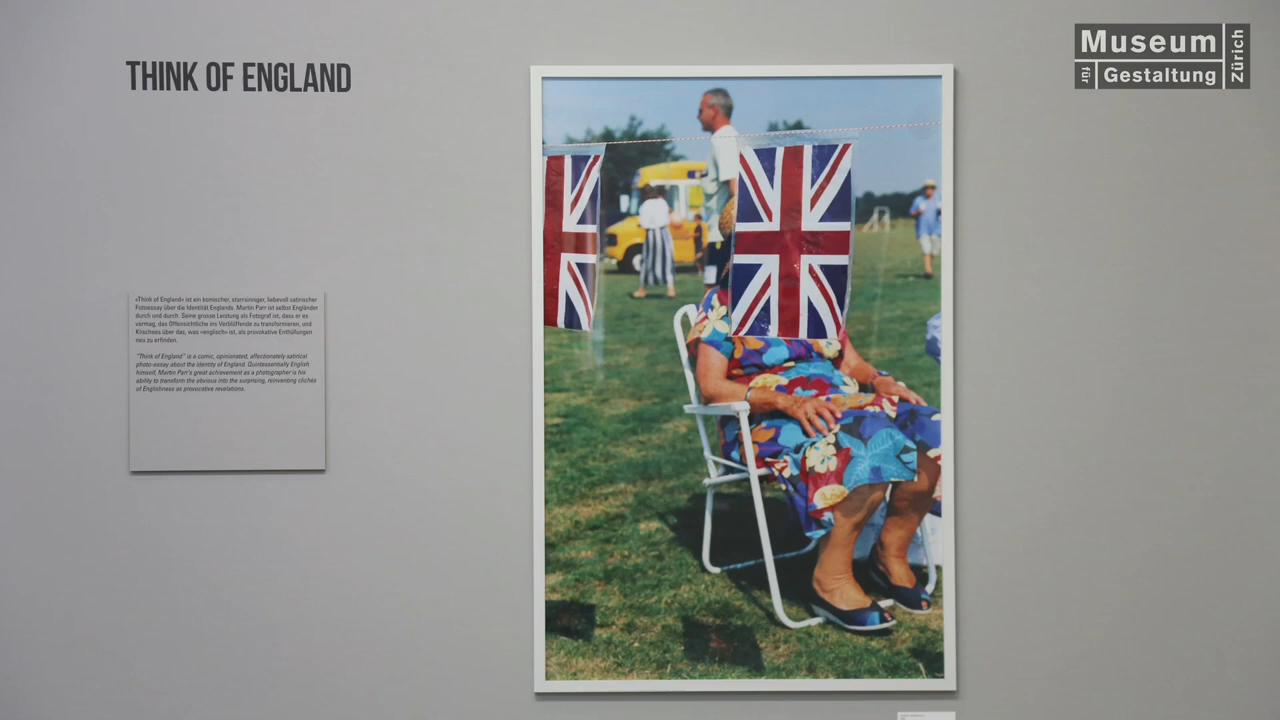 THINK OF ENGLAND
Museum
für Gestaltung
Zürich
«Think of England» ist ein komischer, starrsinniger, liebevoll satirischer
Fotoessay über die Identität Englands. Martin Parr ist selbst Engländer
durch und durch. Seine grosse Leistung als Fotograf ist, dass er es
vermag, das Offensichtliche ins Verblüffende zu transformieren, und
Klischees über das, was «englisch» ist, als provokative Enthüllungen
neu zu erfinden.
"Think of England" is a comic, opinionated, affectionately satirical
photo-essay about the identity of England. Quintessentially English
himself, Martin Parr's great achievement as a photographer is his
ability to transform the obvious into the surprising, reinventing clichés
of Englishness as provocative revelations.